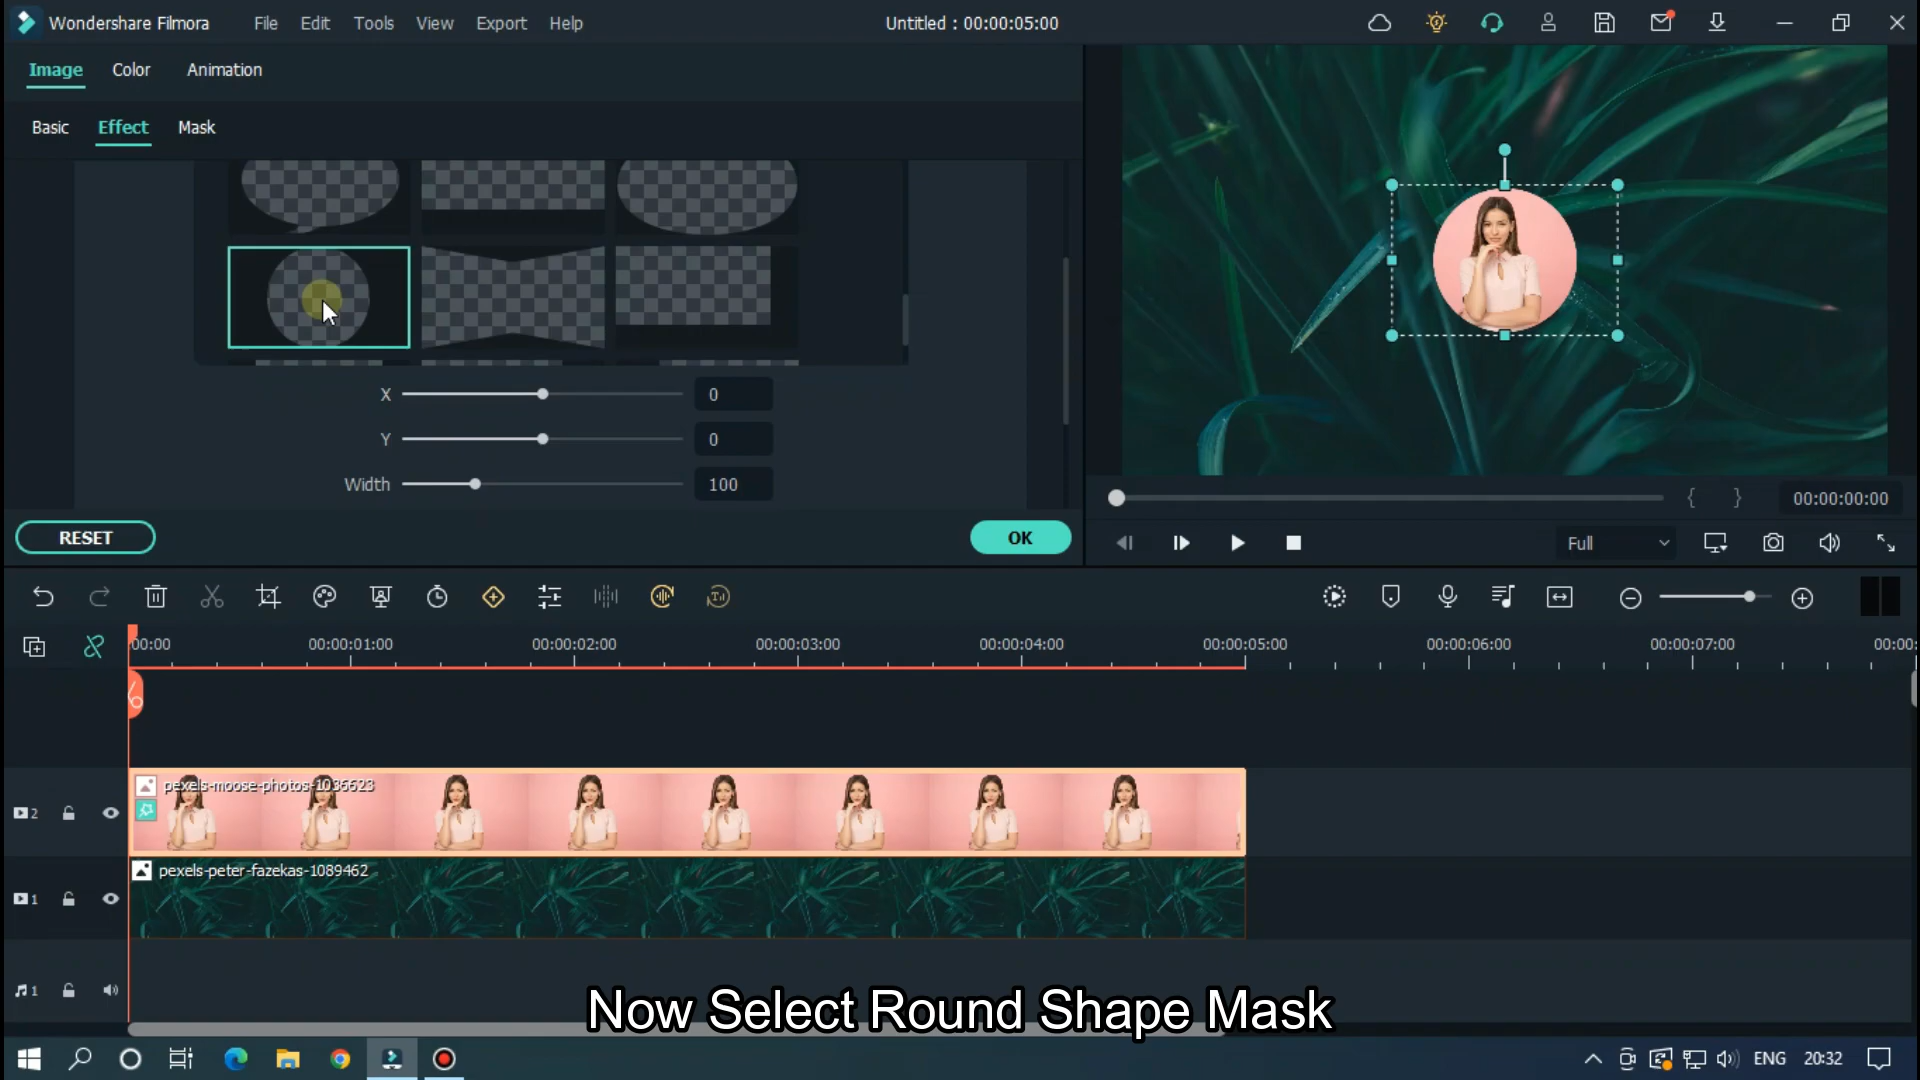 Wondershare Filmora File Edit Tools View Export Help Untitled : 00:00:05:00
Image Color Animation
Basic Effect Mask
X 0
Y 0
Width 100
RESET OK
{ } 00:00:00:00
Full
00:00 00:00:01:00 00:00:02:00 00:00:03:00 00:00:04:00 00:00:05:00 00:00:06:00 00:00:07:00 00:00:
pexels-moose-photos-1036623
2
pexels-peter-fazekas-1089462
1
1
Now Select Round Shape Mask
ENG 20:32